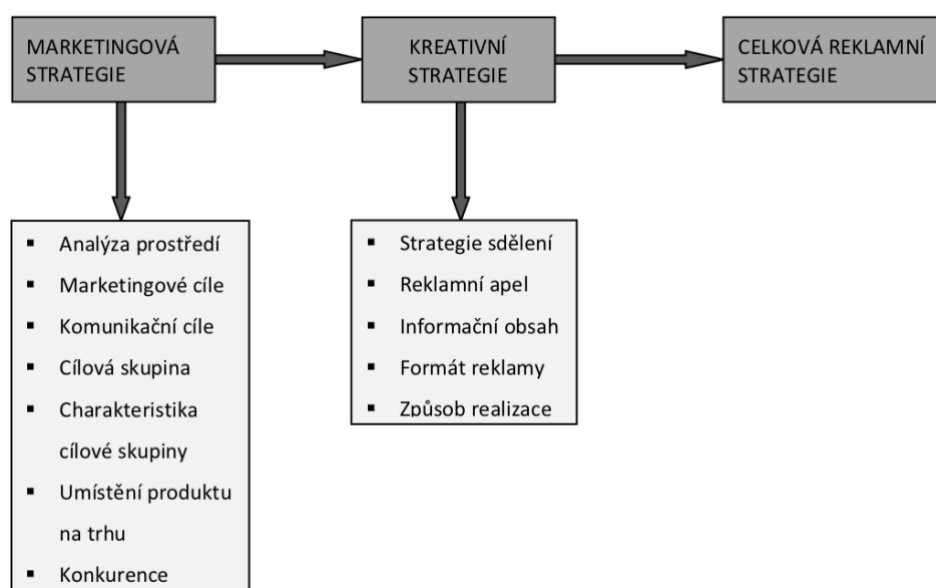 MARKETINGOVÁ
STRATEGIE
KREATIVNÍ
STRATEGIE
CELKOVÁ REKLAMNÍ
STRATEGIE
▪ Analýza prostředí
▪ Marketingové cíle
▪ Komunikační cíle
▪ Cílová skupina
▪ Charakteristika
cílové skupiny
▪ Umístění produktu
na trhu
▪ Konkurence
▪ Strategie sdělení
▪ Reklamní apel
▪ Informační obsah
▪ Formát reklamy
▪ Způsob realizace